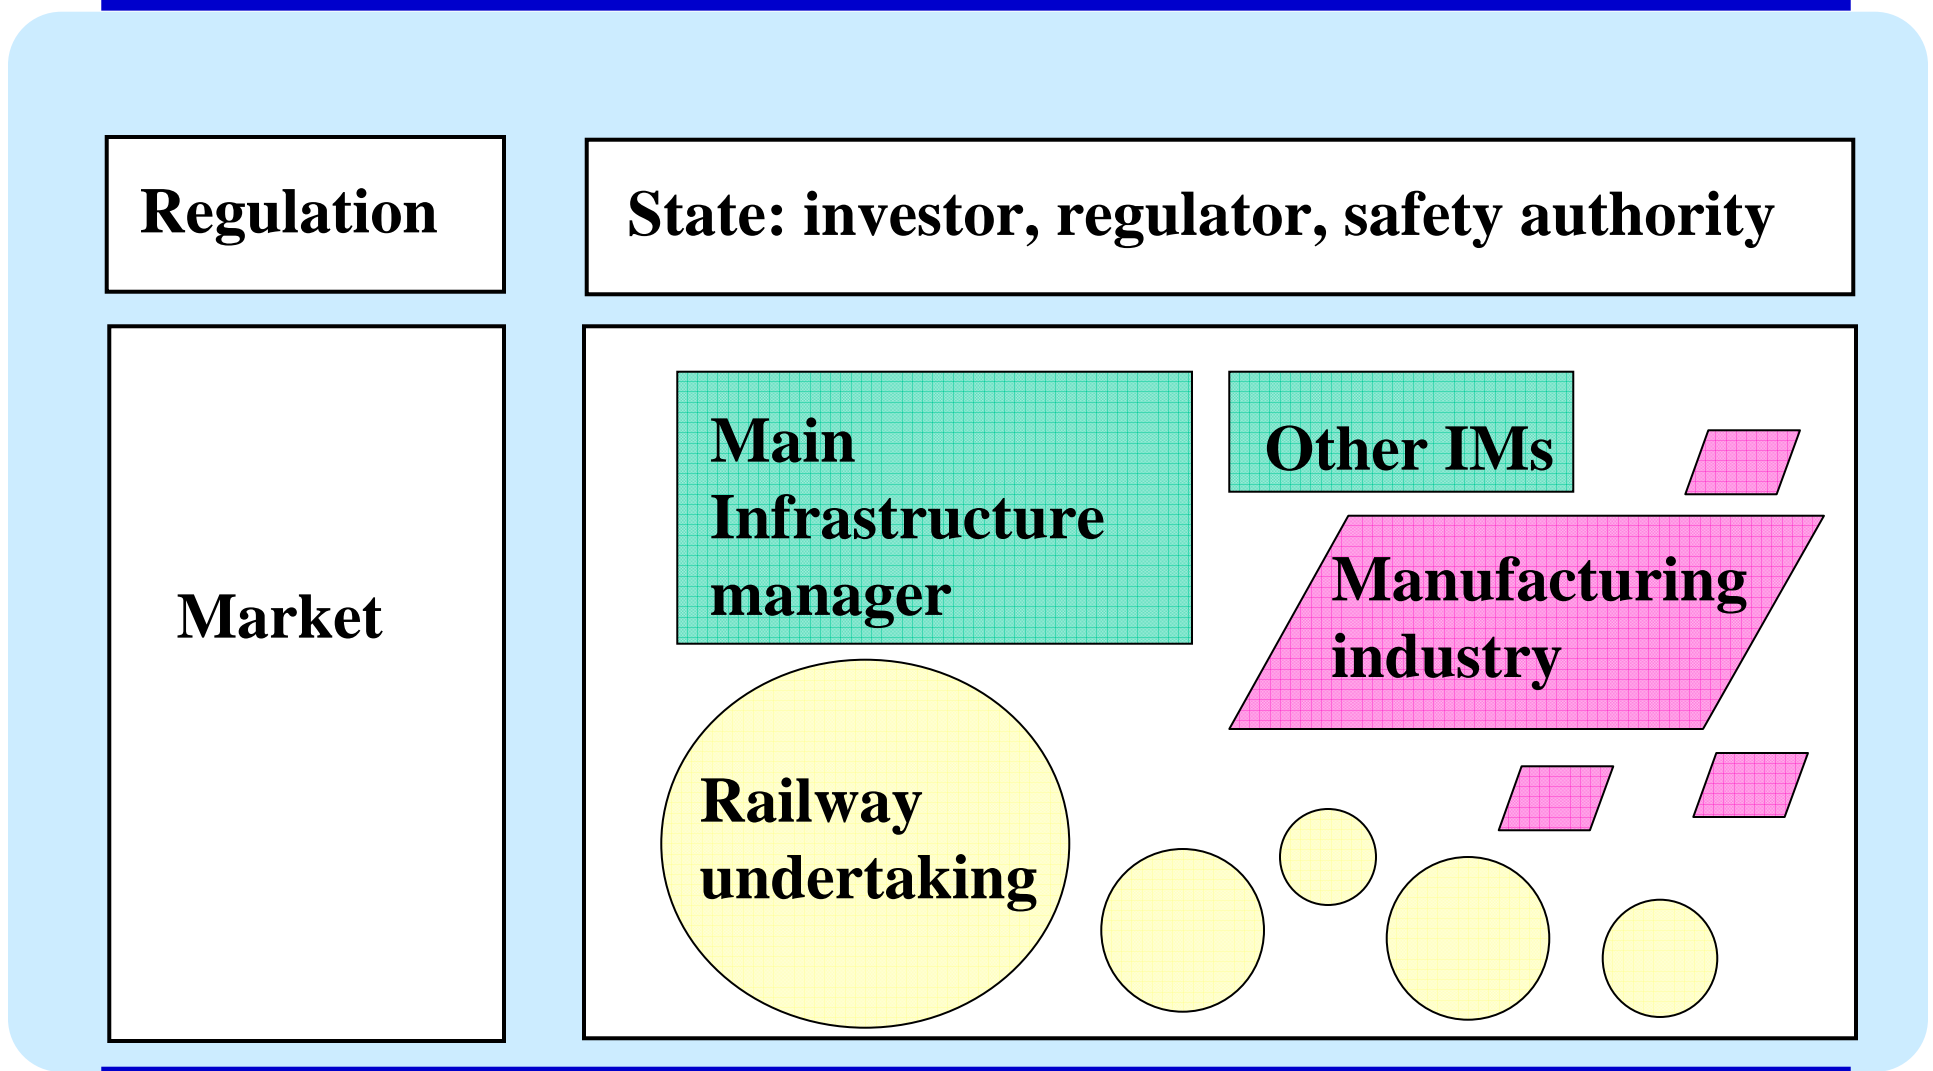 Regulation
State: investor, regulator, safety authority
Market
Main
Infrastructure
manager
Other IMs
Manufacturing
industry
Railway
undertaking